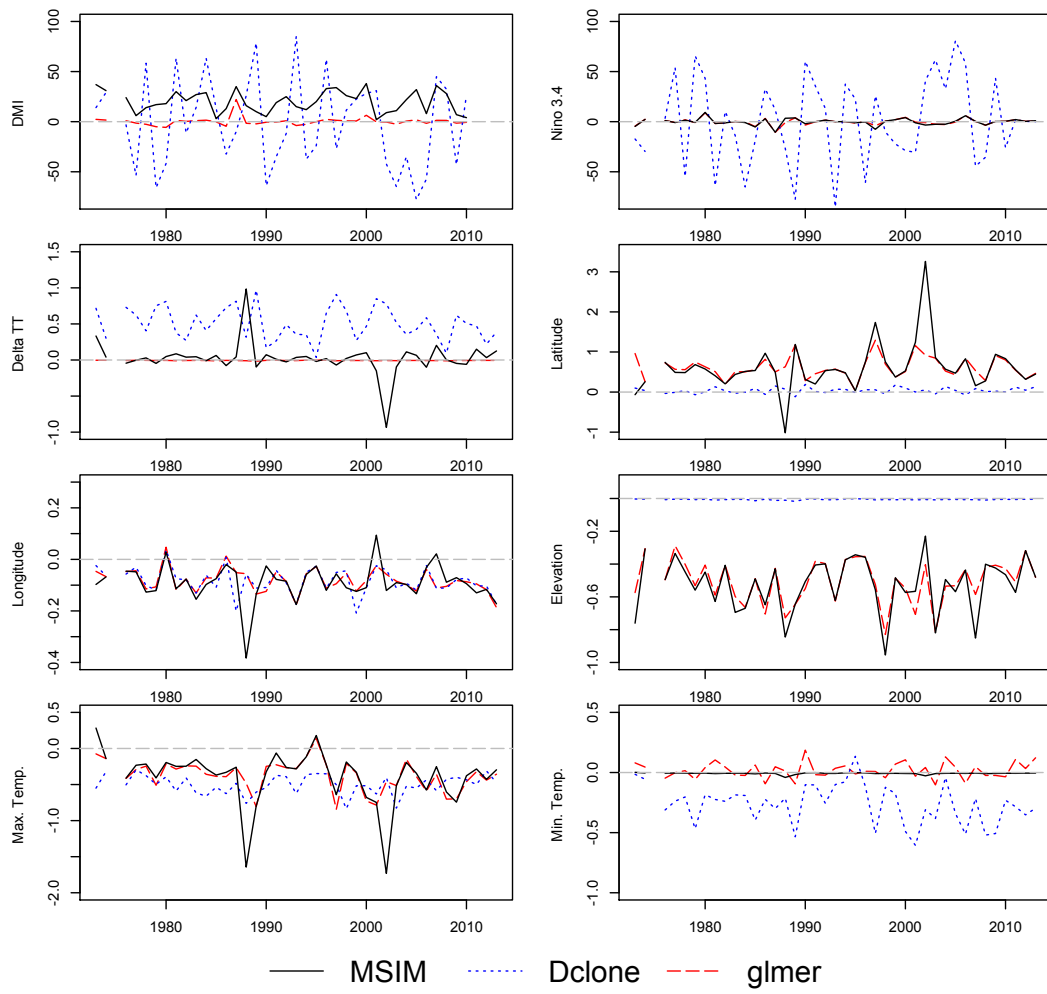 DMI
100
50
0
-50
1980 1990 2000 2010
Nino 3.4
100
50
0
-50
1980 1990 2000 2010
Delta TT
1.5
1.0
0.5
0.0
-1.0
1980 1990 2000 2010
Latitude
3
2
1
0
-1
1980 1990 2000 2010
Longitude
0.2
0.0
-0.2
-0.4
1980 1990 2000 2010
Elevation
-0.2
-0.6
-1.0
1980 1990 2000 2010
Max. Temp.
0.5
0.0
-1.0
-2.0
1980 1990 2000 2010
Min. Temp.
0.5
0.0
-0.5
-1.0
1980 1990 2000 2010
MSIM Dclone glmer